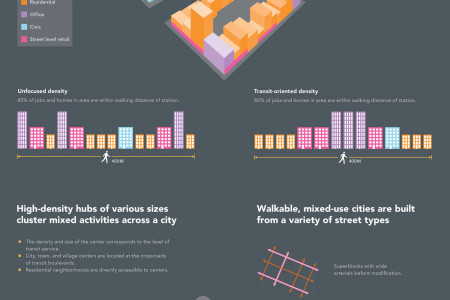 Residential
Office
Civic
Street level retail
Unfocused density
45% of jobs and homes in area are within walking distance of station.
Transit-oriented density
80% of jobs and homes in area are within walking distance of station.
400M
400M
High-density hubs of various sizes
cluster mixed activities across a city
The density and size of the center corresponds to the level of
transit service.
City, town, and village centers are located at the crossroads
of transit boulevards.
Residential neighborhoods are directly accessible to centers.
Walkable, mixed-use cities are built
from a variety of street types
Superblocks with wide
arterials before modification.